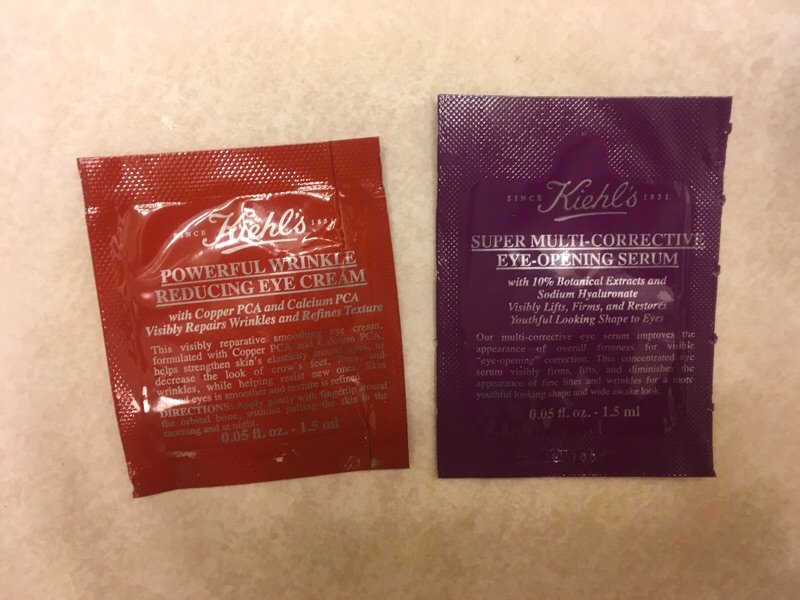 SINCE Kiehl's 185
POWERFUL WRINKLE
REDUCING EYE CREAM
with Copper PCA and Calcium PCA
Visibly Repairs Wrinkles and Refines Texture
This visibly reparative smoothing eye cream,
formulated with Copper PCA and Calcium PCA,
helps strengthen skin's elasticity
decrease the look of crow's feet, lines, and
wrinkles, while helping resist new ones. Skin
eyes is smoother and texture is refined.
DIRECTIONS: Apply gently with fingertip around
the orbital bone, without pulling the skin in the
morning and at night.
0.05 fl. oz. - 1.5 ml
SINCE Kiehl's 1851
SUPER MULTI-CORRECTIVE
EYE-OPENING SERUM
with 10% Botanical Extracts and
Sodium Hyaluronate
Visibly Lifts, Firms, and Restores
Youthful Looking Shape to Eyes
Our multi-corrective eye serum improves the
appearance of overall firmness for visible
"eye-opening" correction. This concentrated eye
serum visibly firms, lifts, and diminishes the
appearance of fine lines and wrinkles for a more
youthful looking shape and wide awake look.
0.05 fl. oz. - 1.5 ml